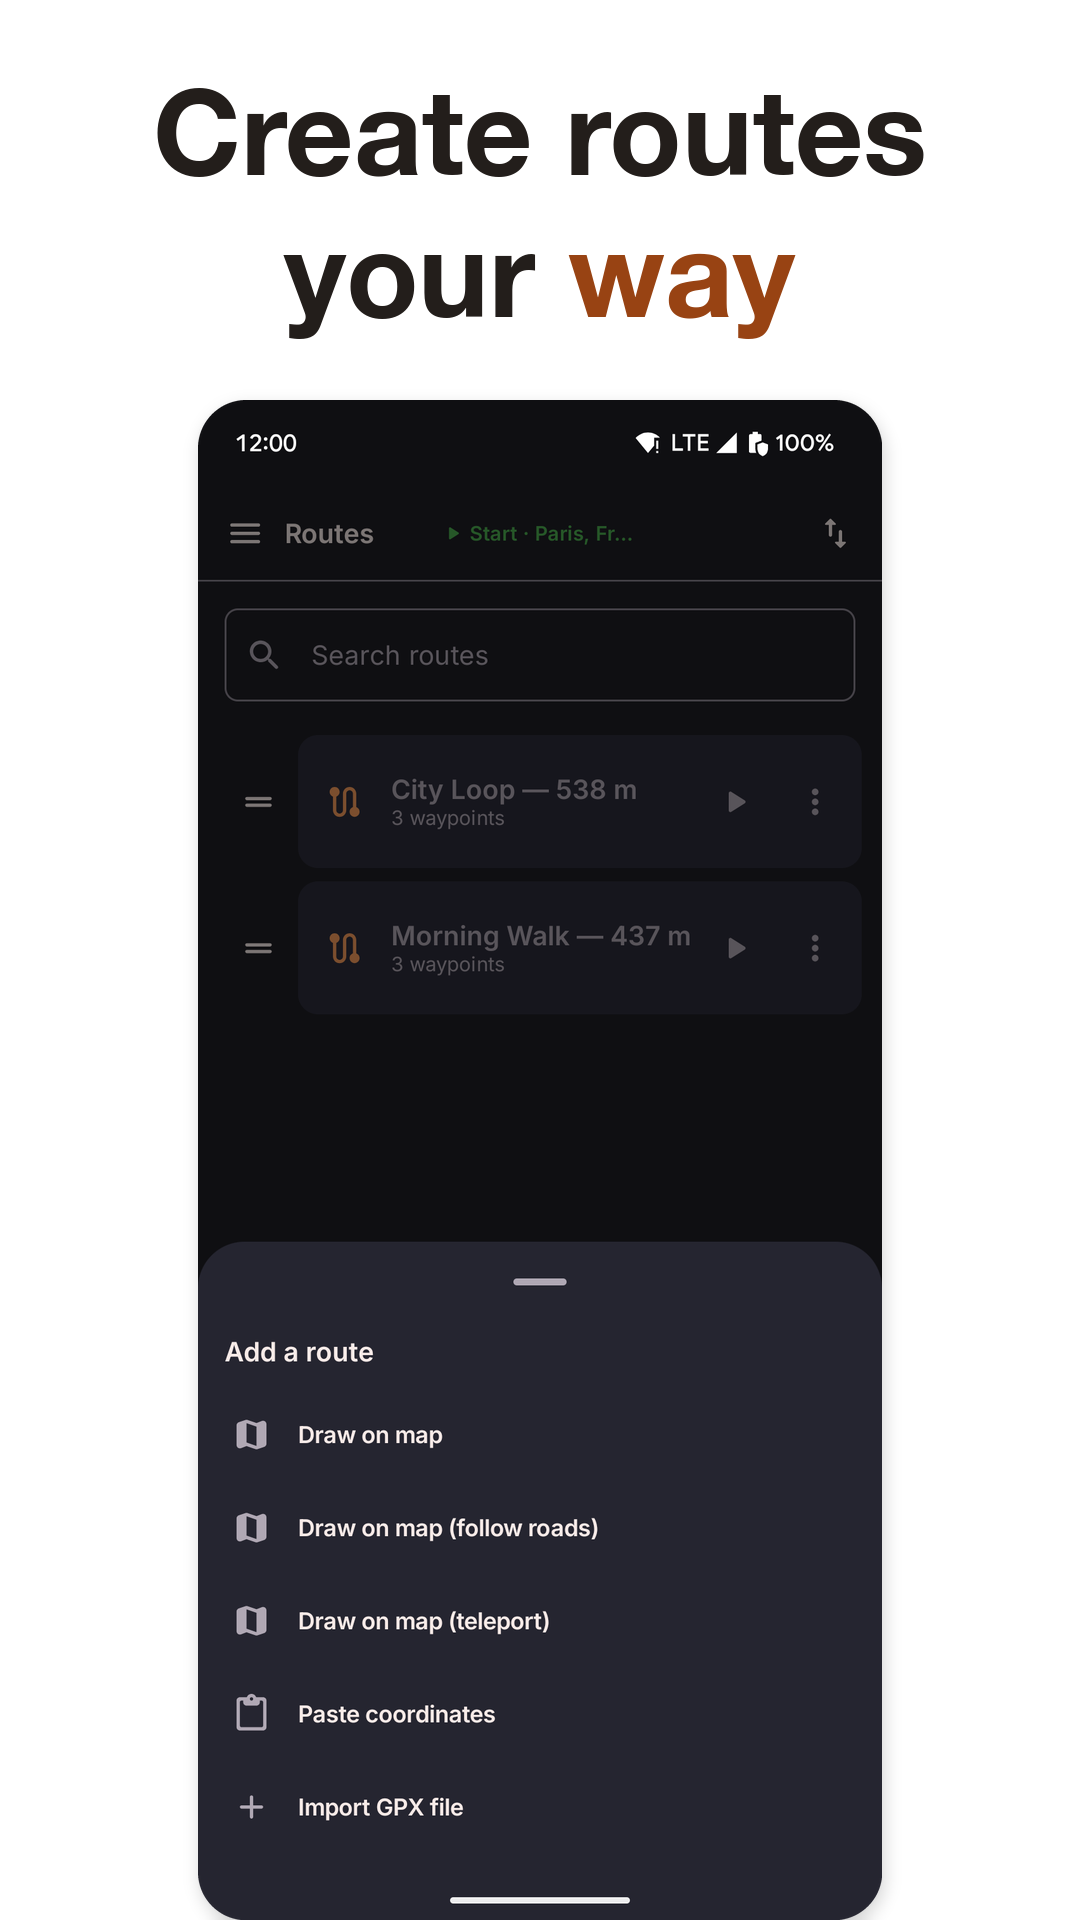 Create routes
your way
12:00
LTE 100%
Routes
Start · Paris, Fr...
Search routes
City Loop — 538 m
3 waypoints
Morning Walk — 437 m
3 waypoints
Add a route
Draw on map
Draw on map (follow roads)
Draw on map (teleport)
Paste coordinates
Import GPX file